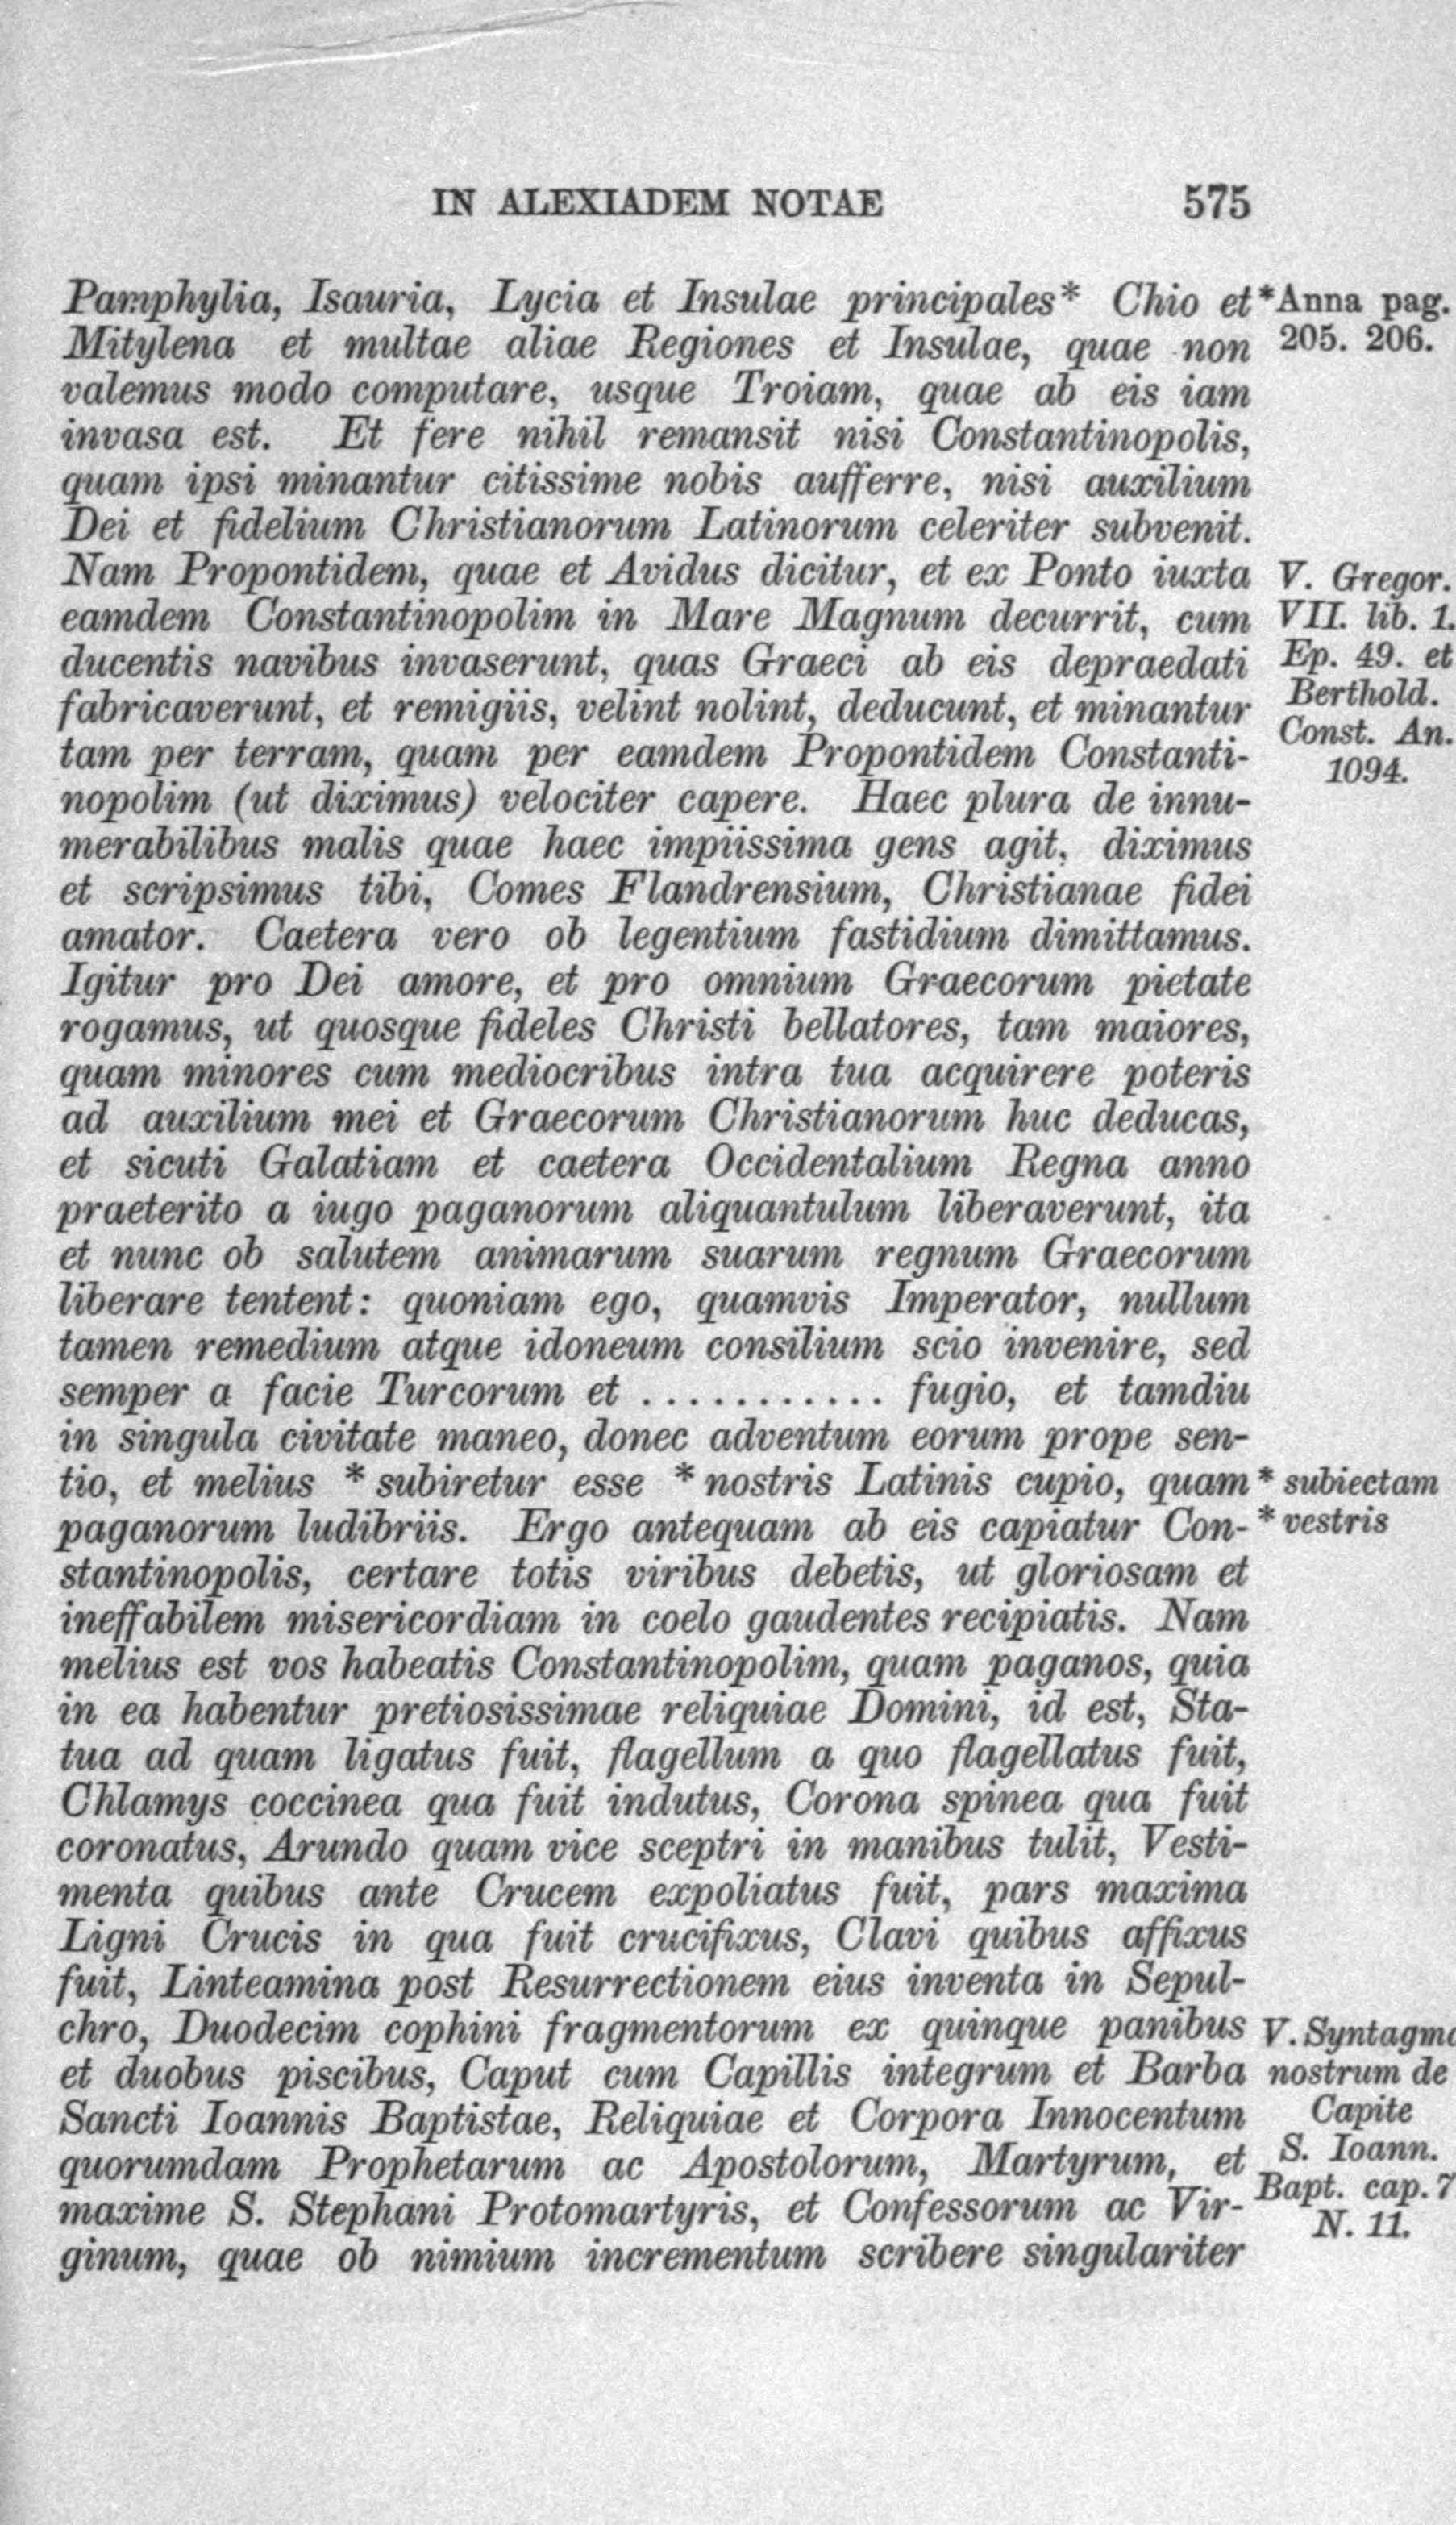 IN ALEXIADEM NOTAE 575
Pamphylia, Isauria, Lycia et Insulae principales* Chio et
Mitylena et multae aliae Regiones et Insulae, quae non
valemus modo computare, usque Troiam, quae ab eis iam
invasa est. Et fere nihil remansit nisi Constantinopolis,
quam ipsi minantur citissime nobis aufferre, nisi auxilium
Dei et fidelium Christianorum Latinorum celeriter subvenit.
Nam Propontidem, quae et Avidus dicitur, et ex Ponto iuxta
eamdem Constantinopolim in Mare Magnum decurrit, cum
ducentis navibus invaserunt, quas Graeci ab eis depraedati
fabricaverunt, et remigiis, velint nolint, deducunt, et minantur
tam per terram, quam per eamdem Propontidem Constanti-
nopolim (ut diximus) velociter capere. Haec plura de innu-
merabilibus malis quae haec impiissima gens agit, diximus
et scripsimus tibi, Comes Flandrensium, Christianae fidei
amator. Caetera vero ob legentium fastidium dimittamus.
Igitur pro Dei amore, et pro omnium Graecorum pietate
rogamus, ut quosque fideles Christi bellatores, tam maiores,
quam minores cum mediocribus intra tua acquirere poteris
ad auxilium mei et Graecorum Christianorum huc deducas,
et sicuti Galatiam et caetera Occidentalium Regna anno
praeterito a iugo paganorum aliquantulum liberaverunt, ita
et nunc ob salutem animarum suarum regnum Graecorum
liberare tentent: quoniam ego, quamvis Imperator, nullum
tamen remedium atque idoneum consilium scio invenire, sed
semper a facie Turcorum et ........... fugio, et tamdiu
in singula civitate maneo, donec adventum eorum prope sen-
tio, et melius * subiretur esse * nostris Latinis cupio, quam
paganorum ludibriis. Ergo antequam ab eis capiatur Con-
stantinopolis, certare totis viribus debetis, ut gloriosam et
ineffabilem misericordiam in coelo gaudentes recipiatis. Nam
melius est vos habeatis Constantinopolim, quam paganos, quia
in ea habentur pretiosissimae reliquiae Domini, id est, Sta-
tua ad quam ligatus fuit, flagellum a quo flagellatus fuit,
Chlamys coccinea qua fuit indutus, Corona spinea qua fuit
coronatus, Arundo quam vice sceptri in manibus tulit, Vesti-
menta quibus ante Crucem expoliatus fuit, pars maxima
Ligni Crucis in qua fuit crucifixus, Clavi quibus affixus
fuit, Linteamina post Resurrectionem eius inventa in Sepul-
chro, Duodecim cophini fragmentorum ex quinque panibus
et duobus piscibus, Caput cum Capillis integrum et Barba
Sancti Ioannis Baptistae, Reliquiae et Corpora Innocentum
quorumdam Prophetarum ac Apostolorum, Martyrum, et
maxime S. Stephani Protomartyris, et Confessorum ac Vir-
ginum, quae ob nimium incrementum scribere singulariter
*Anna pag.
205. 206.
V. Gregor.
VII. lib. 1.
Ep. 49. et
Berthold.
Const. An.
1094.
* subiectam
* vestris
V. Syntagma
nostrum de
Capite
S. Ioann.
Bapt. cap. 7
N. 11.